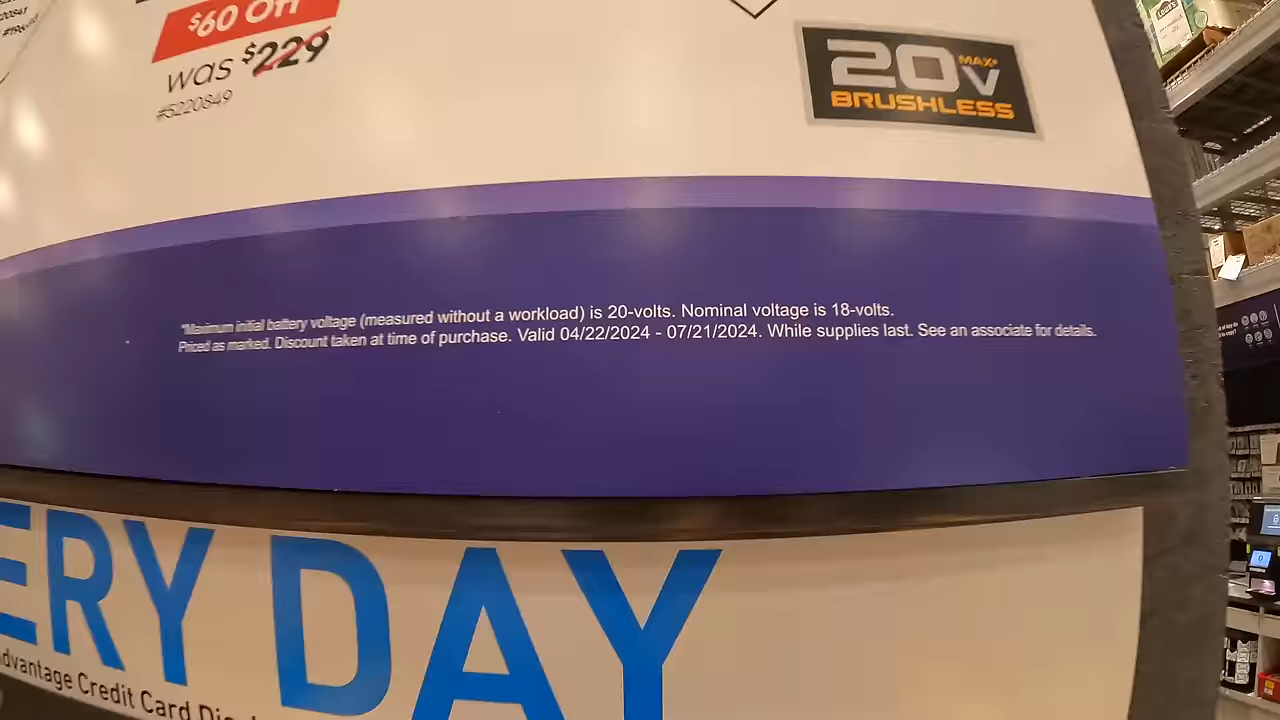 $60 Off
was $229
#5220849
20V MAX*
BRUSHLESS
*Maximum initial battery voltage (measured without a workload) is 20-volts. Nominal voltage is 18-volts.
Priced as marked. Discount taken at time of purchase. Valid 04/22/2024 - 07/21/2024. While supplies last. See an associate for details.
ERY DAY
dvantage Credit Card